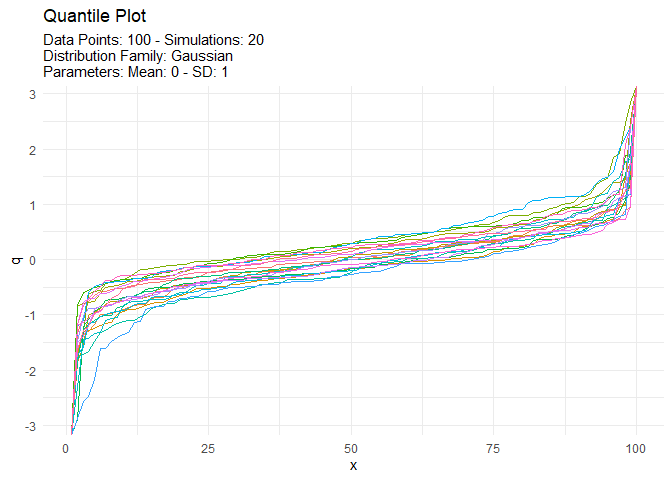 Quantile Plot
Data Points: 100 - Simulations: 20
Distribution Family: Gaussian
Parameters: Mean: 0 - SD: 1
3
2
1
0
-1
-2
-3
q
0 25 50 75 100
x